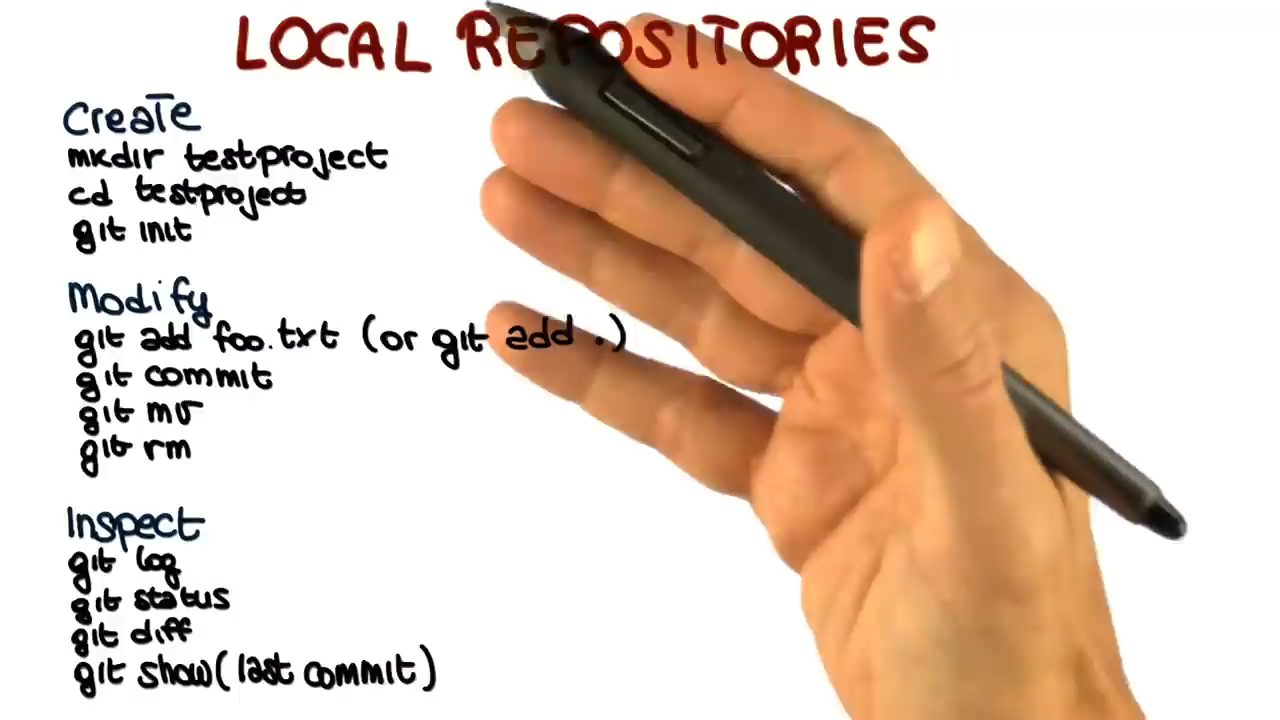 LOCAL REPOSITORIES
Create
mkdir testproject
cd testproject
git init
Modify
git add foo.txt (or git add .)
git commit
git mv
git rm
Inspect
git log
git status
git diff
git show (last commit)